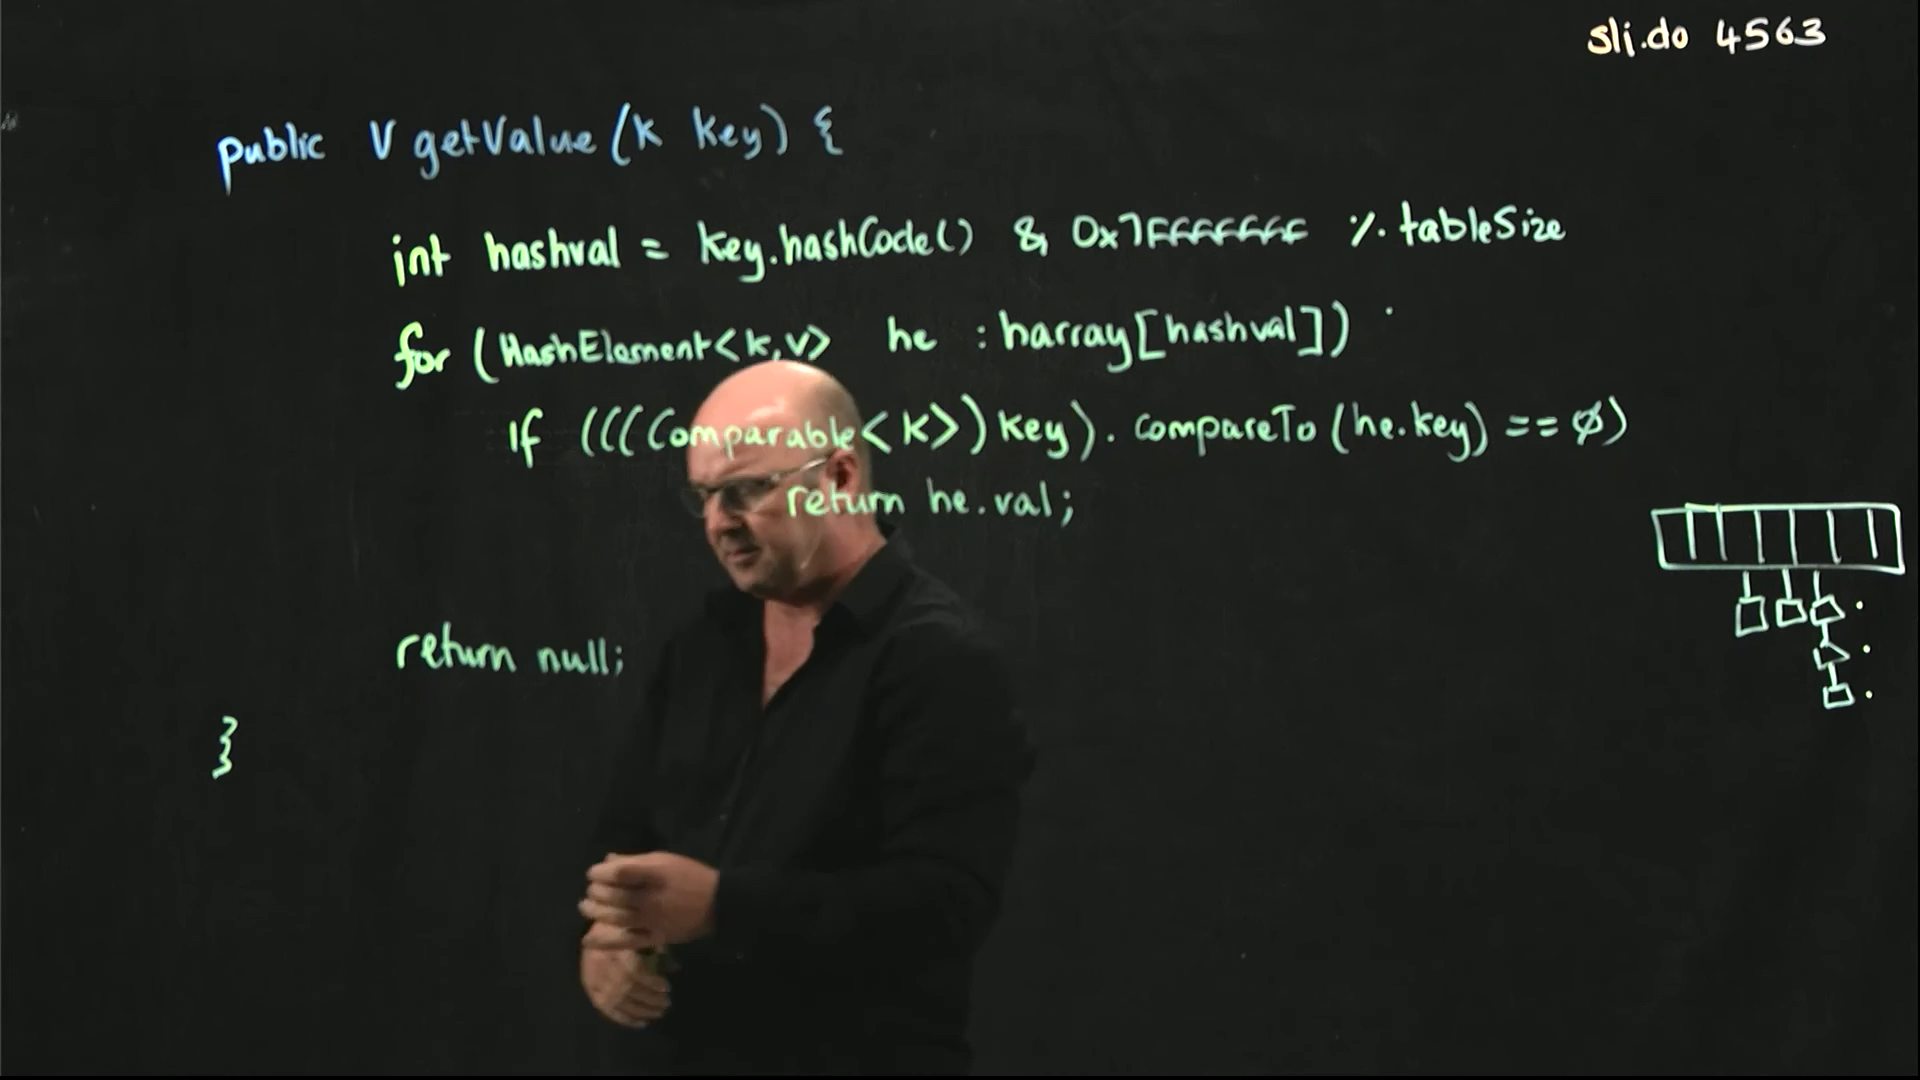 sli.do 4563
public V getValue(K key) {
int hashval = key.hashCode() & 0x7FFFFFFF % tableSize
for (HashElement<K,V> he : harray[hashval])
if (((Comparable<K>)key).compareTo(he.key) == 0)
return he.val;
return null;
}